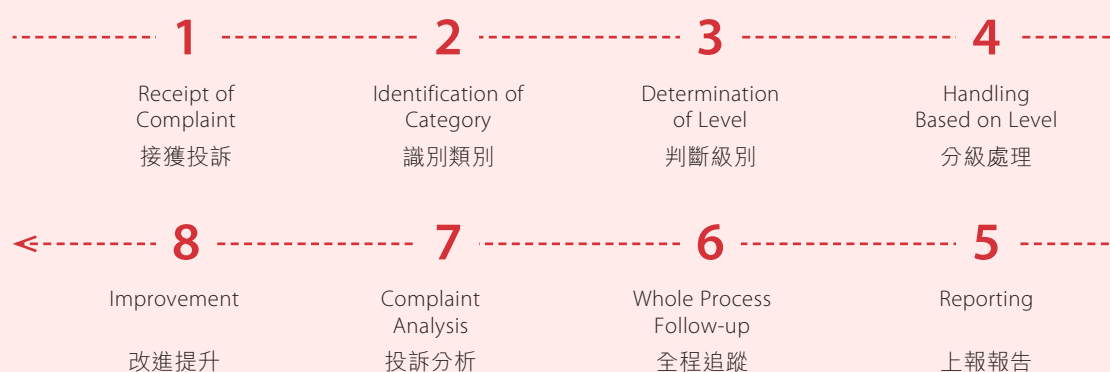 1
Receipt of
Complaint
接獲投訴
2
Identification of
Category
識別類別
3
Determination
of Level
判斷級別
4
Handling
Based on Level
分級處理
5
Reporting
上報報告
6
Whole Process
Follow-up
全程追蹤
7
Complaint
Analysis
投訴分析
8
Improvement
改進提升